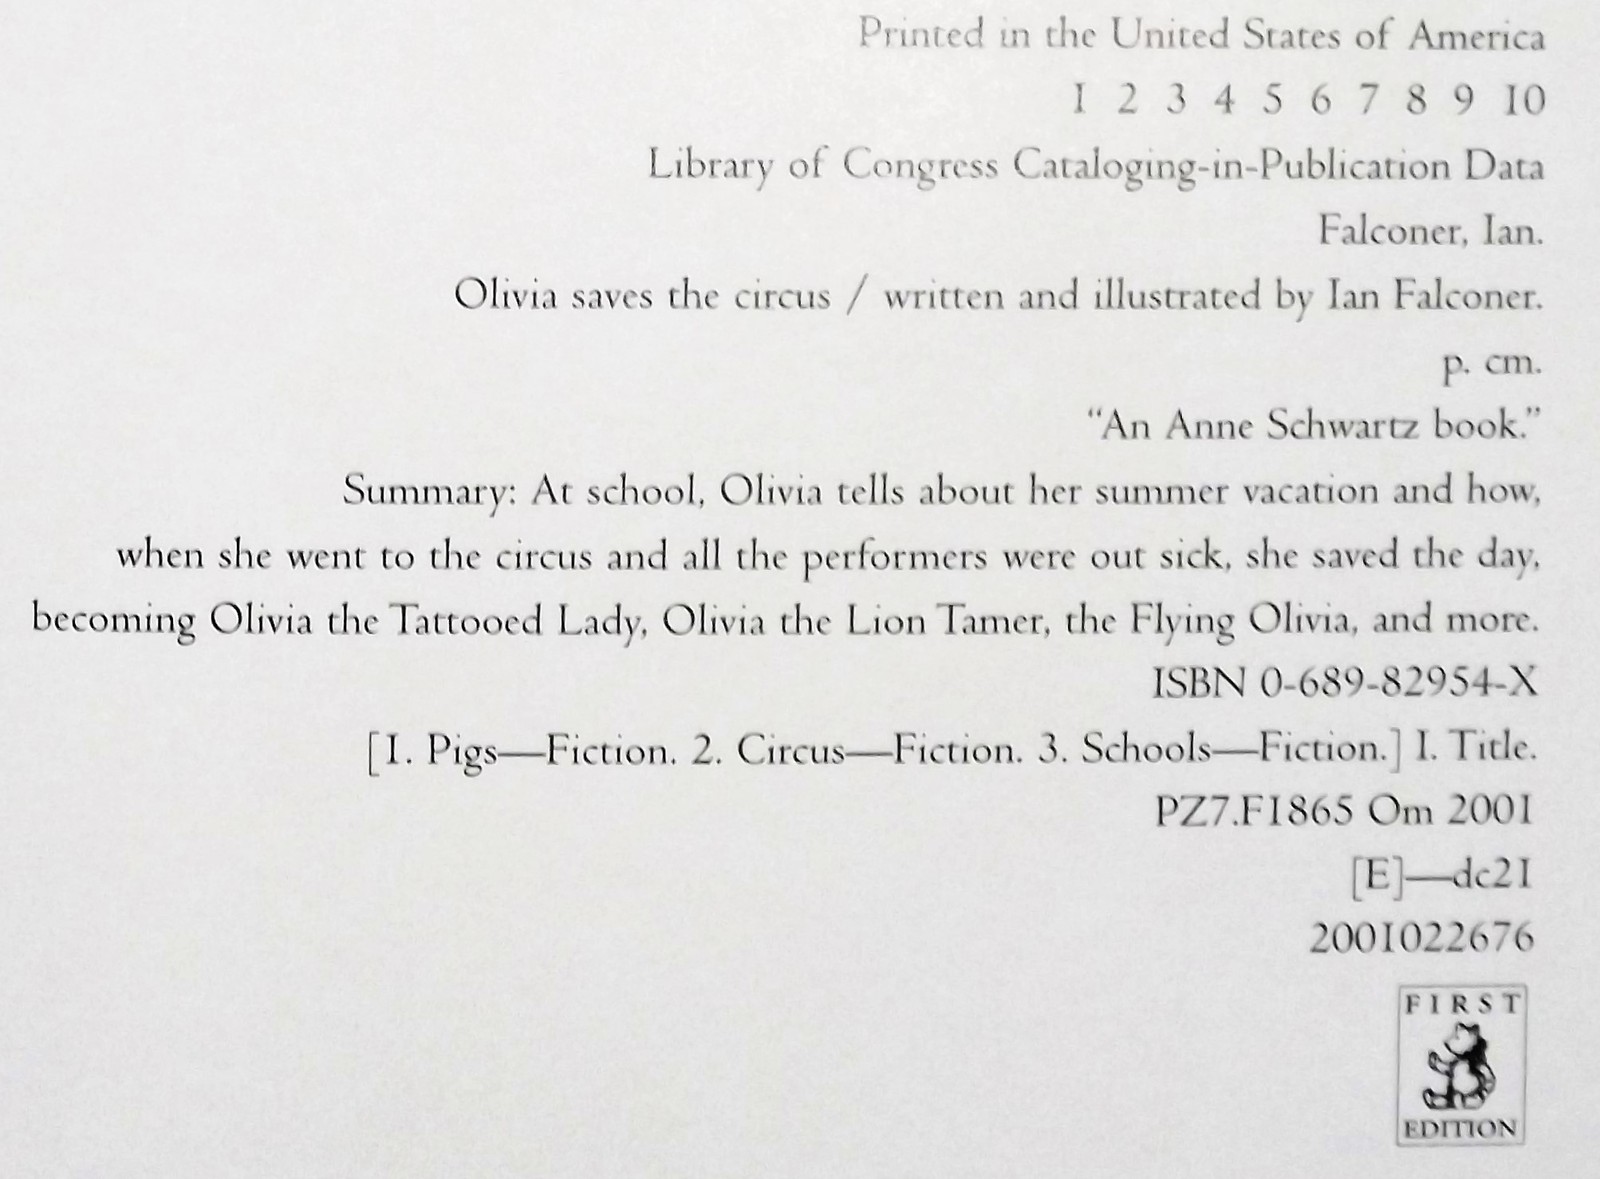 Printed in the United States of America
1 2 3 4 5 6 7 8 9 10
Library of Congress Cataloging-in-Publication Data
Falconer, Ian.
Olivia saves the circus / written and illustrated by Ian Falconer.
p. cm.
“An Anne Schwartz book.”
Summary: At school, Olivia tells about her summer vacation and how,
when she went to the circus and all the performers were out sick, she saved the day,
becoming Olivia the Tattooed Lady, Olivia the Lion Tamer, the Flying Olivia, and more.
ISBN 0-689-82954-X
[1. Pigs—Fiction. 2. Circus—Fiction. 3. Schools—Fiction.] I. Title.
PZ7.F1865 Om 2001
[E]—dc21
2001022676
FIRST
EDITION